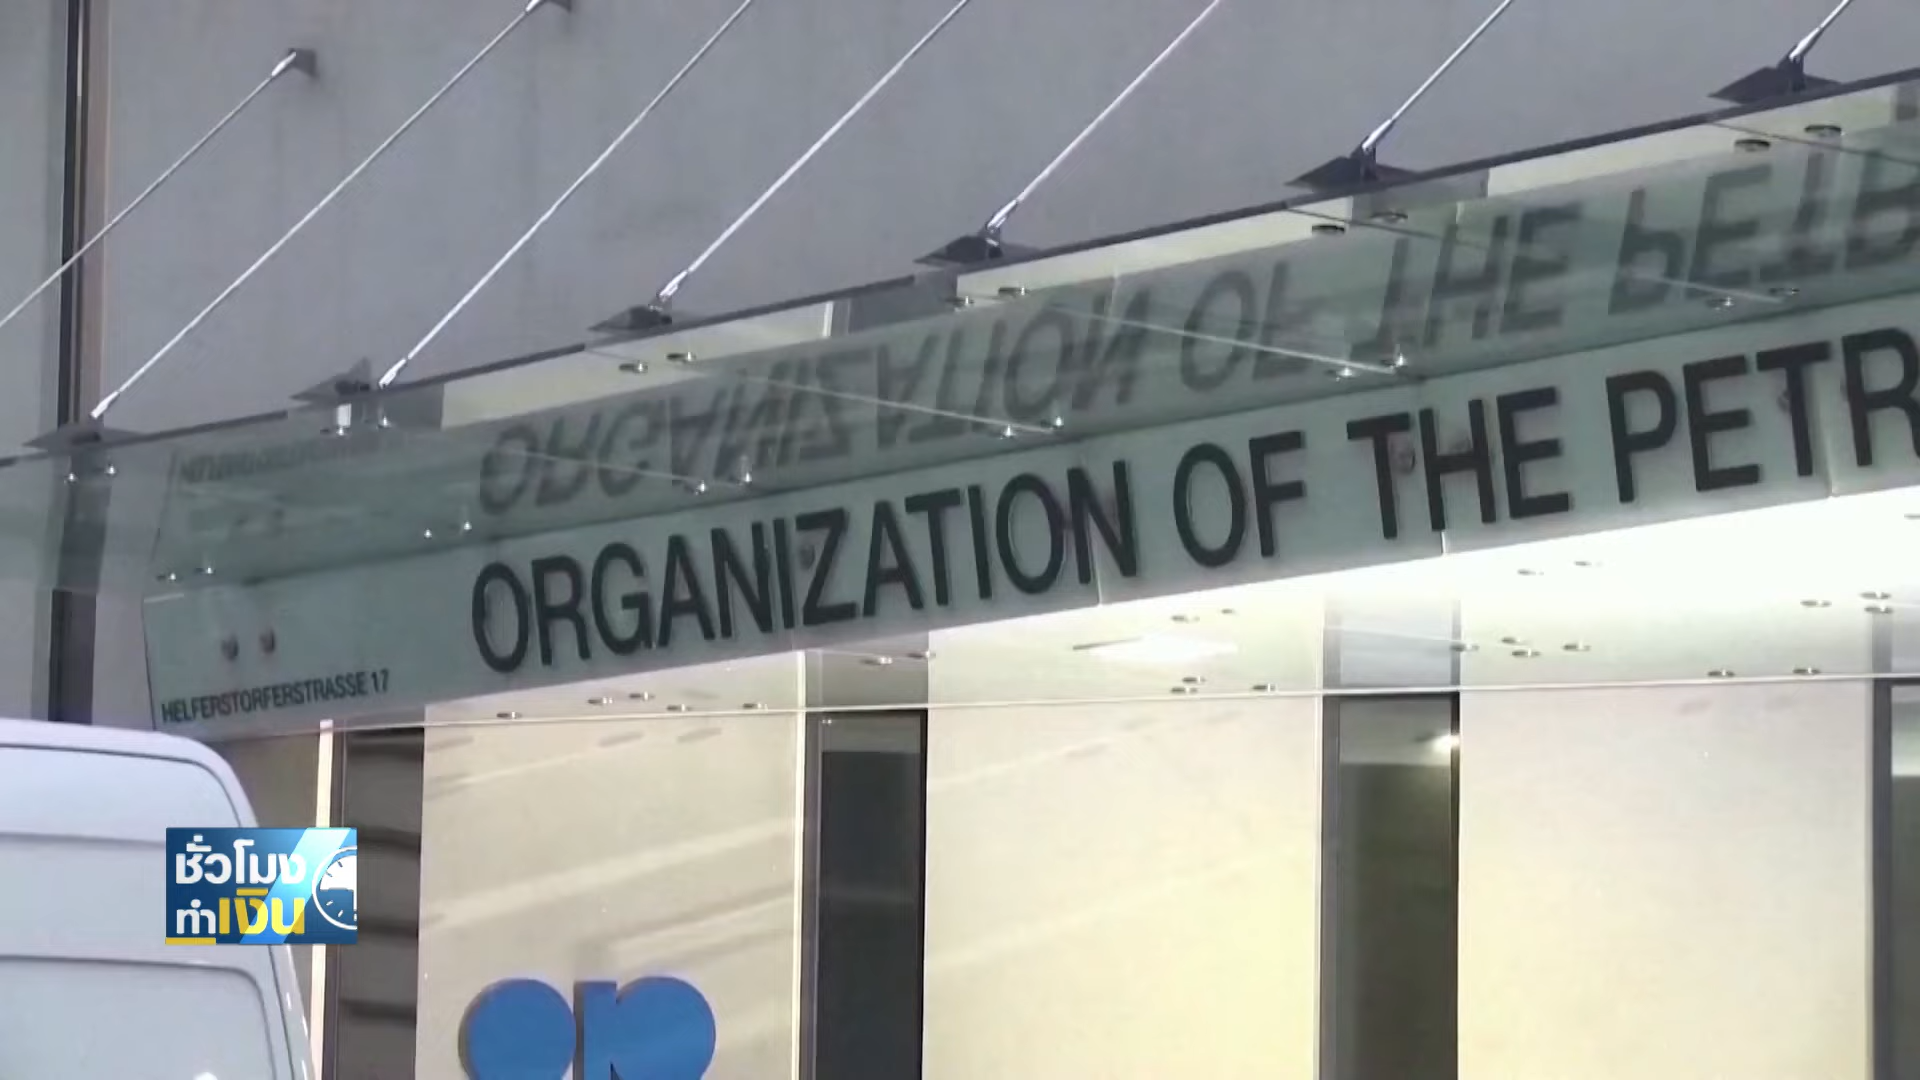 ORGANIZATION OF THE PETR
HELFERSTORFERSTRASSE 17
ชั่วโมง
ทำเงิน